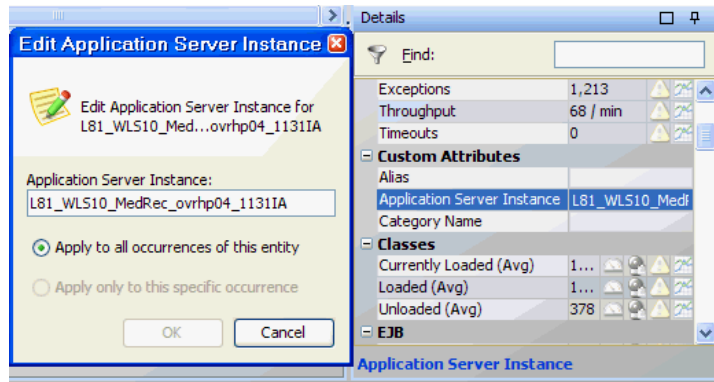 Edit Application Server Instance
Edit Application Server Instance for
L81_WLS10_Med...ovrhp04_1131IA
Application Server Instance:
L81_WLS10_MedRec_ovrhp04_1131IA
Apply to all occurrences of this entity
Apply only to this specific occurrence
OK Cancel
Details
Find:
Exceptions 1,213
Throughput 68 / min
Timeouts 0
Custom Attributes
Alias
Application Server Instance L81_WLS10_MedR
Category Name
Classes
Currently Loaded (Avg) 1...
Loaded (Avg) 1...
Unloaded (Avg) 378
EJB
Application Server Instance